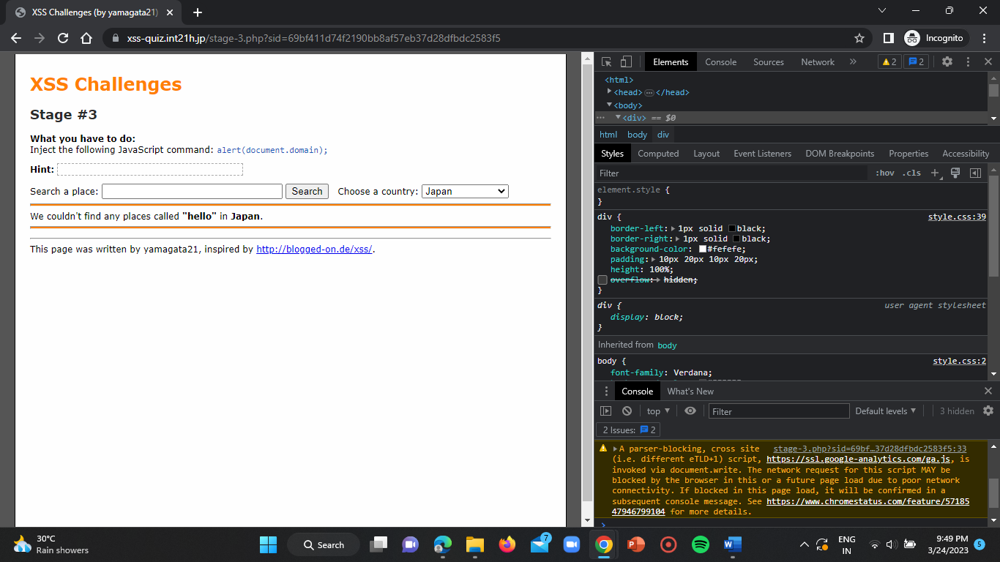 XSS Challenges (by yamagata21)
xss-quiz.int21h.jp/stage-3.php?sid=69bf411d74f2190bb8af57eb37d28dfbdc2583f5
Incognito
XSS Challenges
Stage #3
What you have to do:
Inject the following JavaScript command: alert(document.domain);
Hint:
Search a place: Search Choose a country: Japan
We couldn't find any places called "hello" in Japan.
This page was written by yamagata21, inspired by http://blogged-on.de/xss/.
Elements Console Sources Network » 2 2
<html>
<head> ••• </head>
<body>
••• <div> == $0
html body div
Styles Computed Layout Event Listeners DOM Breakpoints Properties Accessibility
Filter :hov .cls +
element.style {
}
div { style.css:39
border-left: 1px solid black;
border-right: 1px solid black;
background-color: #fefefe;
padding: 10px 20px 10px 20px;
height: 100%;
overflow: hidden;
}
div { user agent stylesheet
display: block;
}
Inherited from body
body { style.css:2
font-family: Verdana;
Console What's New
top Filter Default levels 3 hidden
2 Issues: 2
A parser-blocking, cross site stage-3.php?sid=69bf…37d28dfbdc2583f5:33
(i.e. different eTLD+1) script, https://ssl.google-analytics.com/ga.js, is
invoked via document.write. The network request for this script MAY be
blocked by the browser in this or a future page load due to poor network
connectivity. If blocked in this page load, it will be confirmed in a
subsequent console message. See https://www.chromestatus.com/feature/57185
47946799104 for more details.
30°C
Rain showers
Search
7
ENG
IN
9:49 PM
3/24/2023
5